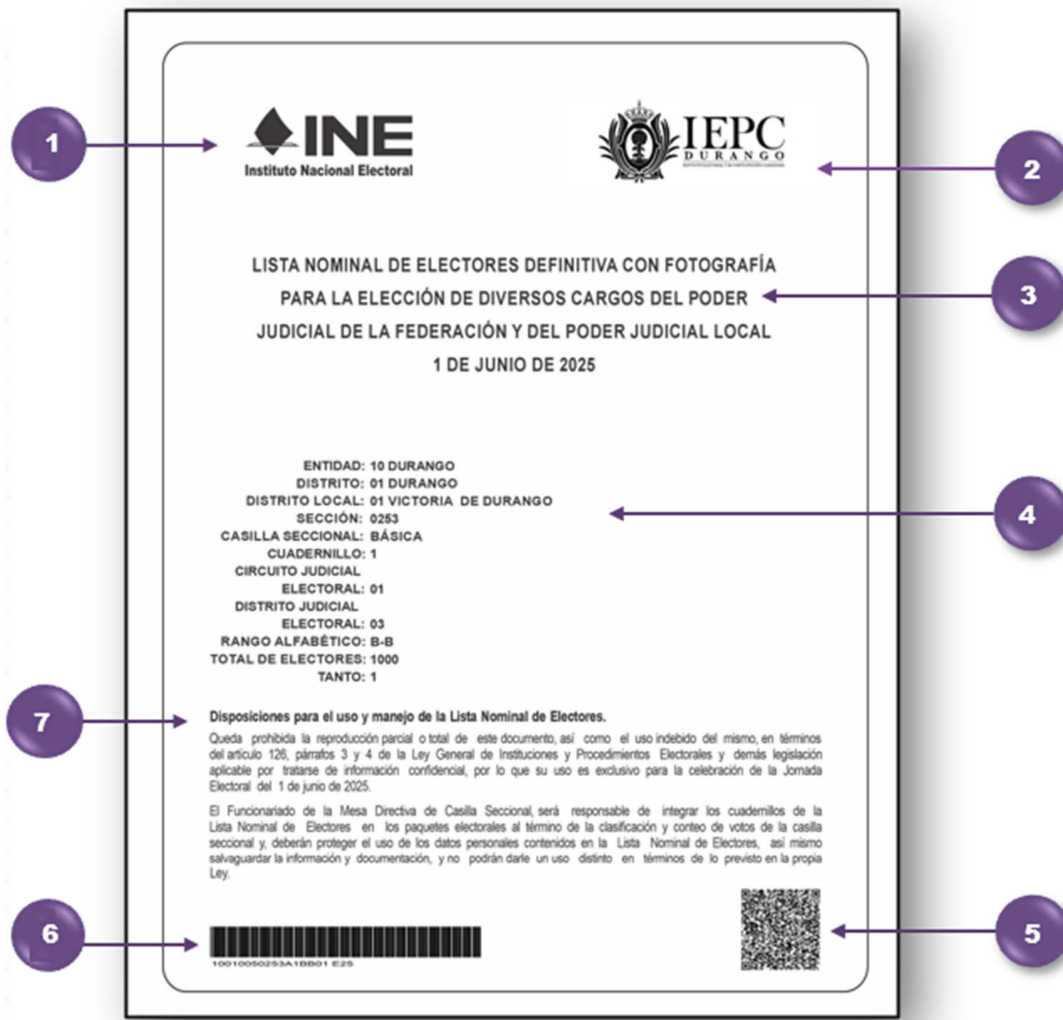 1
INE
Instituto Nacional Electoral
IEPC
DURANGO
2
LISTA NOMINAL DE ELECTORES DEFINITIVA CON FOTOGRAFÍA
PARA LA ELECCIÓN DE DIVERSOS CARGOS DEL PODER
3
JUDICIAL DE LA FEDERACIÓN Y DEL PODER JUDICIAL LOCAL
1 DE JUNIO DE 2025
ENTIDAD: 10 DURANGO
DISTRITO: 01 DURANGO
DISTRITO LOCAL: 01 VICTORIA DE DURANGO
SECCIÓN: 0253
4
CASILLA SECCIONAL: BÁSICA
CUADERNILLO: 1
CIRCUITO JUDICIAL
ELECTORAL: 01
DISTRITO JUDICIAL
ELECTORAL: 03
RANGO ALFABÉTICO: B-B
TOTAL DE ELECTORES: 1000
TANTO: 1
7
Disposiciones para el uso y manejo de la Lista Nominal de Electores.
Queda prohibida la reproducción parcial o total de este documento, así como el uso indebido del mismo, en términos
del artículo 126, párrafos 3 y 4 de la Ley General de Instituciones y Procedimientos Electorales y demás legislación
aplicable por tratarse de información confidencial, por lo que su uso es exclusivo para la celebración de la Jornada
Electoral del 1 de junio de 2025.
El Funcionariado de la Mesa Directiva de Casilla Seccional, será responsable de integrar los cuadernillos de la
Lista Nominal de Electores en los paquetes electorales al término de la clasificación y conteo de votos de la casilla
seccional y, deberán proteger el uso de los datos personales contenidos en la Lista Nominal de Electores, así mismo
salvaguardar la información y documentación, y no podrán darle un uso distinto en términos de lo previsto en la propia
Ley.
6
5
10010050253A1BB01 E25